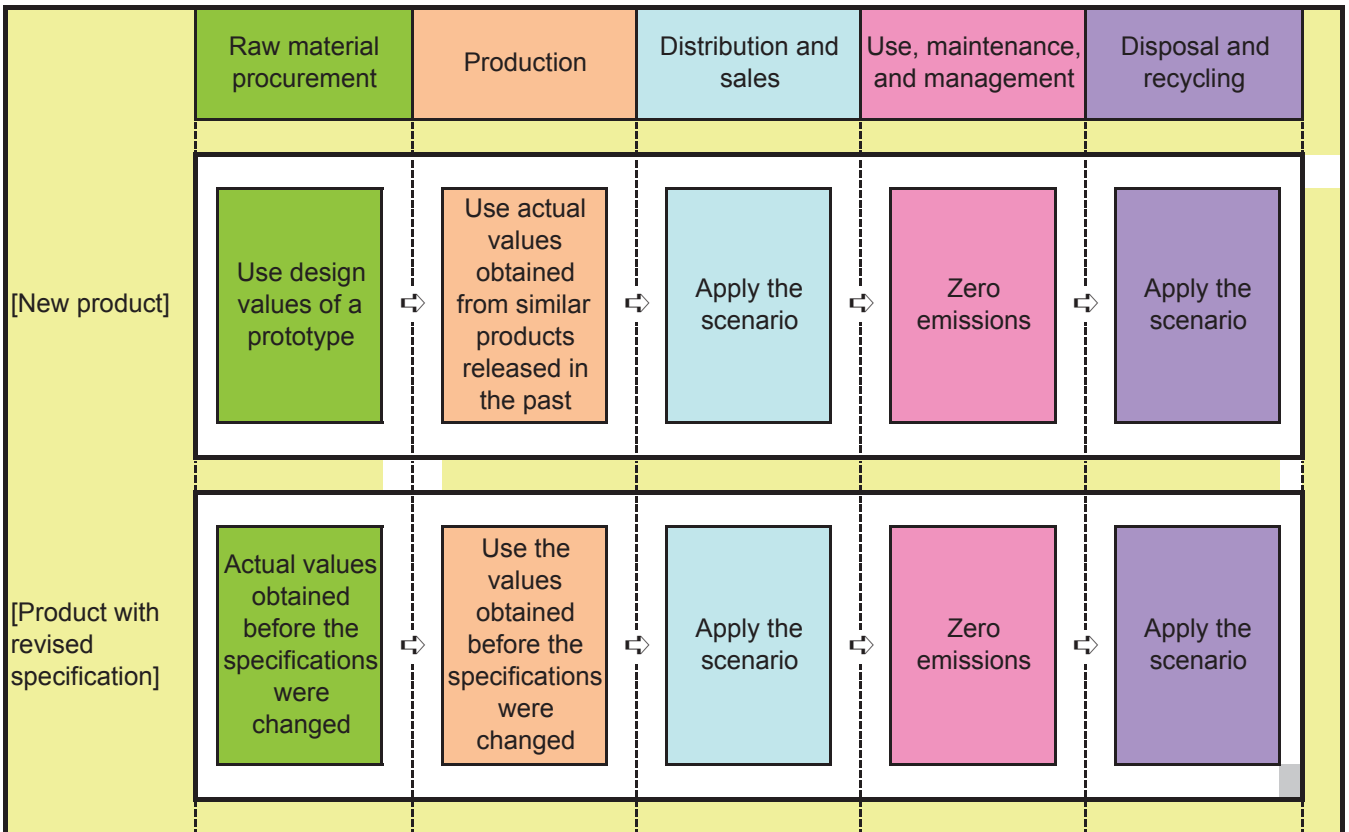 Raw material
procurement
Production
Distribution and
sales
Use, maintenance,
and management
Disposal and
recycling
[New product]
Use design
values of a
prototype
Use actual
values
obtained
from similar
products
released in
the past
Apply the
scenario
Zero
emissions
Apply the
scenario
[Product with
revised
specification]
Actual values
obtained
before the
specifications
were
changed
Use the
values
obtained
before the
specifications
were
changed
Apply the
scenario
Zero
emissions
Apply the
scenario